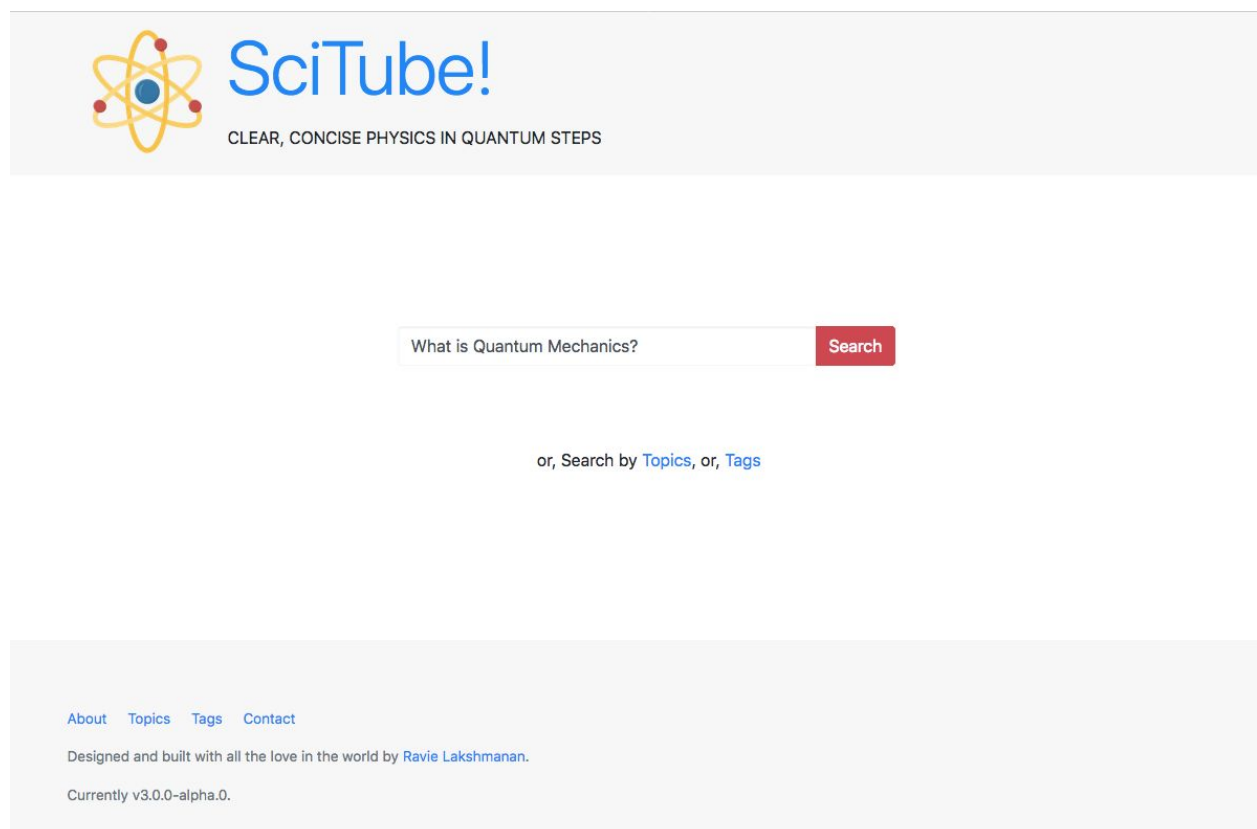 SciTube!
CLEAR, CONCISE PHYSICS IN QUANTUM STEPS
What is Quantum Mechanics? Search
or, Search by Topics, or, Tags
About Topics Tags Contact
Designed and built with all the love in the world by Ravie Lakshmanan.
Currently v3.0.0-alpha.0.